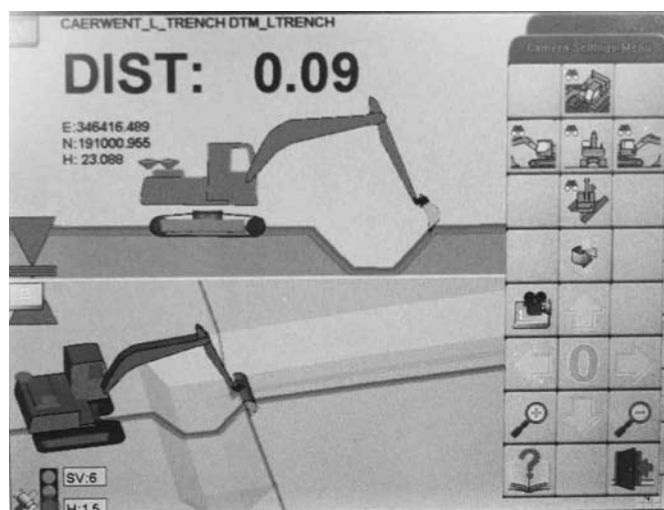 CAERWENT_L_TRENCH DTM_LTRENCH
DIST: 0.09
E:346416.489
N:191000.955
H: 23.088
Camera Settings Menu
0
?
SV:6
H:1.5